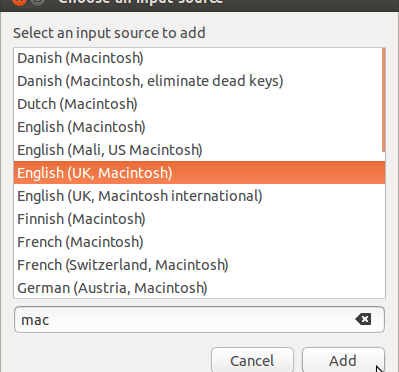 Choose an input source
Select an input source to add
Danish (Macintosh)
Danish (Macintosh, eliminate dead keys)
Dutch (Macintosh)
English (Macintosh)
English (Mali, US Macintosh)
English (UK, Macintosh)
English (UK, Macintosh international)
Finnish (Macintosh)
French (Macintosh)
French (Switzerland, Macintosh)
German (Austria, Macintosh)
mac
Cancel Add